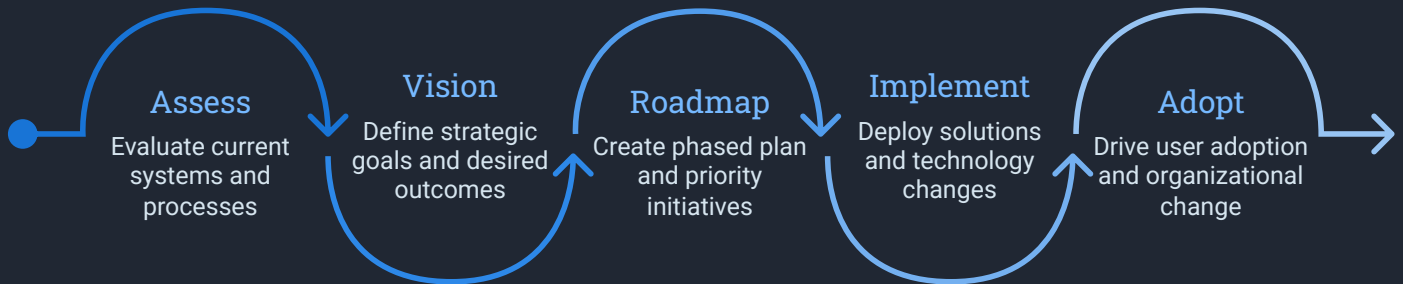 Assess
Evaluate current
systems and
processes
Vision
Define strategic
goals and desired
outcomes
Roadmap
Create phased plan
and priority
initiatives
Implement
Deploy solutions
and technology
changes
Adopt
Drive user adoption
and organizational
change